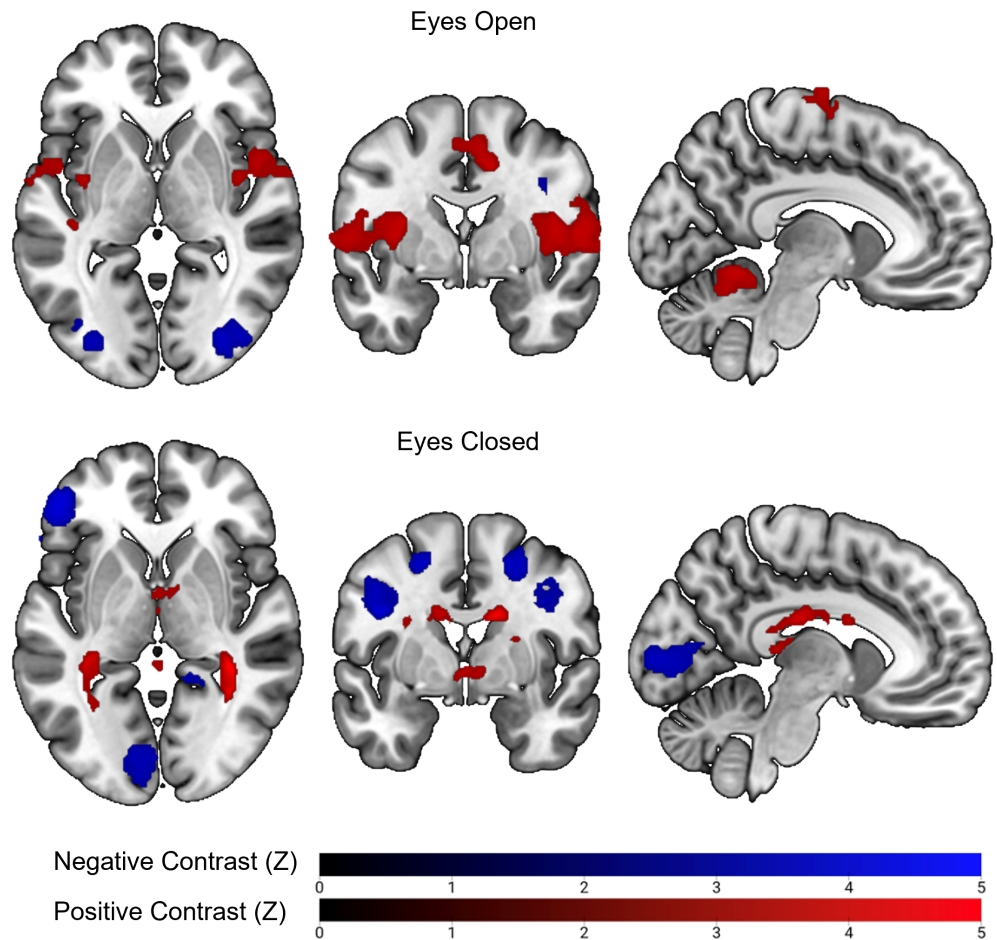 Eyes Open
Eyes Closed
Negative Contrast (Z)
0 1 2 3 4 5
Positive Contrast (Z)
0 1 2 3 4 5